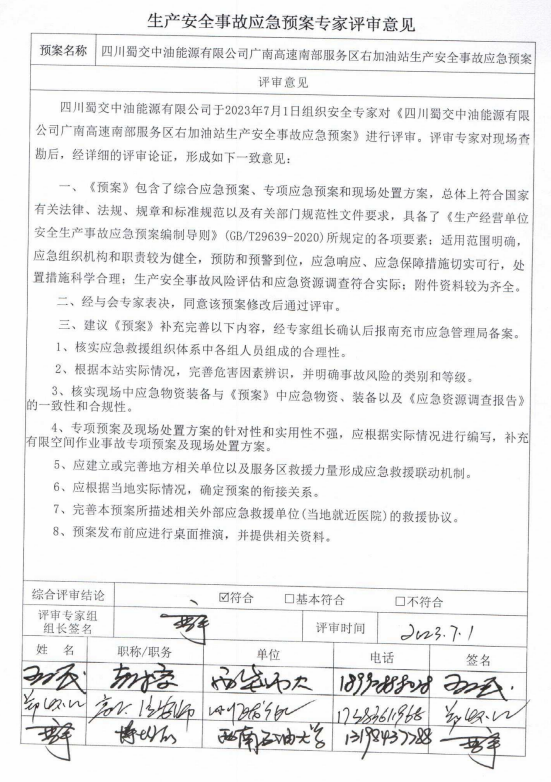 生产安全事故应急预案专家评审意见
预案名称 四川蜀交中油能源有限公司广南高速南部服务区右加油站生产安全事故应急预案
评审意见
四川蜀交中油能源有限公司于2023年7月1日组织安全专家对《四川蜀交中油能源有限
公司广南高速南部服务区右加油站生产安全事故应急预案》进行评审。评审专家对现场查
勘后，经详细的评审论证，形成如下一致意见：
一、《预案》包含了综合应急预案、专项应急预案和现场处置方案，总体上符合国家
有关法律、法规、规章和标准规范以及有关部门规范性文件要求，具备了《生产经营单位
安全生产事故应急预案编制导则》(GB/T29639-2020)所规定的各项要素；适用范围明确，
应急组织机构和职责较为健全，预防和预警到位，应急响应、应急保障措施切实可行，处
置措施科学合理；生产安全事故风险评估和应急资源调查符合实际；附件资料较为齐全。
二、经与会专家表决，同意该预案修改后通过评审。
三、建议《预案》补充完善以下内容，经专家组长确认后报南充市应急管理局备案。
1、核实应急救援组织体系中各组人员组成的合理性。
2、根据本站实际情况，完善危害因素辨识，并明确事故风险的类别和等级。
3、核实现场中应急物资装备与《预案》中应急物资、装备以及《应急资源调查报告》
的一致性和合规性。
4、专项预案及现场处置方案的针对性和实用性不强，应根据实际情况进行编写，补充
有限空间作业事故专项预案及现场处置方案。
5、应建立或完善地方相关单位以及服务区救援力量形成应急救援联动机制。
6、应根据当地实际情况，确定预案的衔接关系。
7、完善本预案所描述相关外部应急救援单位(当地就近医院)的救援协议。
8、预案发布前应进行桌面推演，并提供相关资料。
综合评审结论 ☑符合 □基本符合 □不符合
评审专家组
组长签名 评审时间 2023.7.1
姓 名 职称/职务 单位 电话 签名
西南石油大学 13198437788